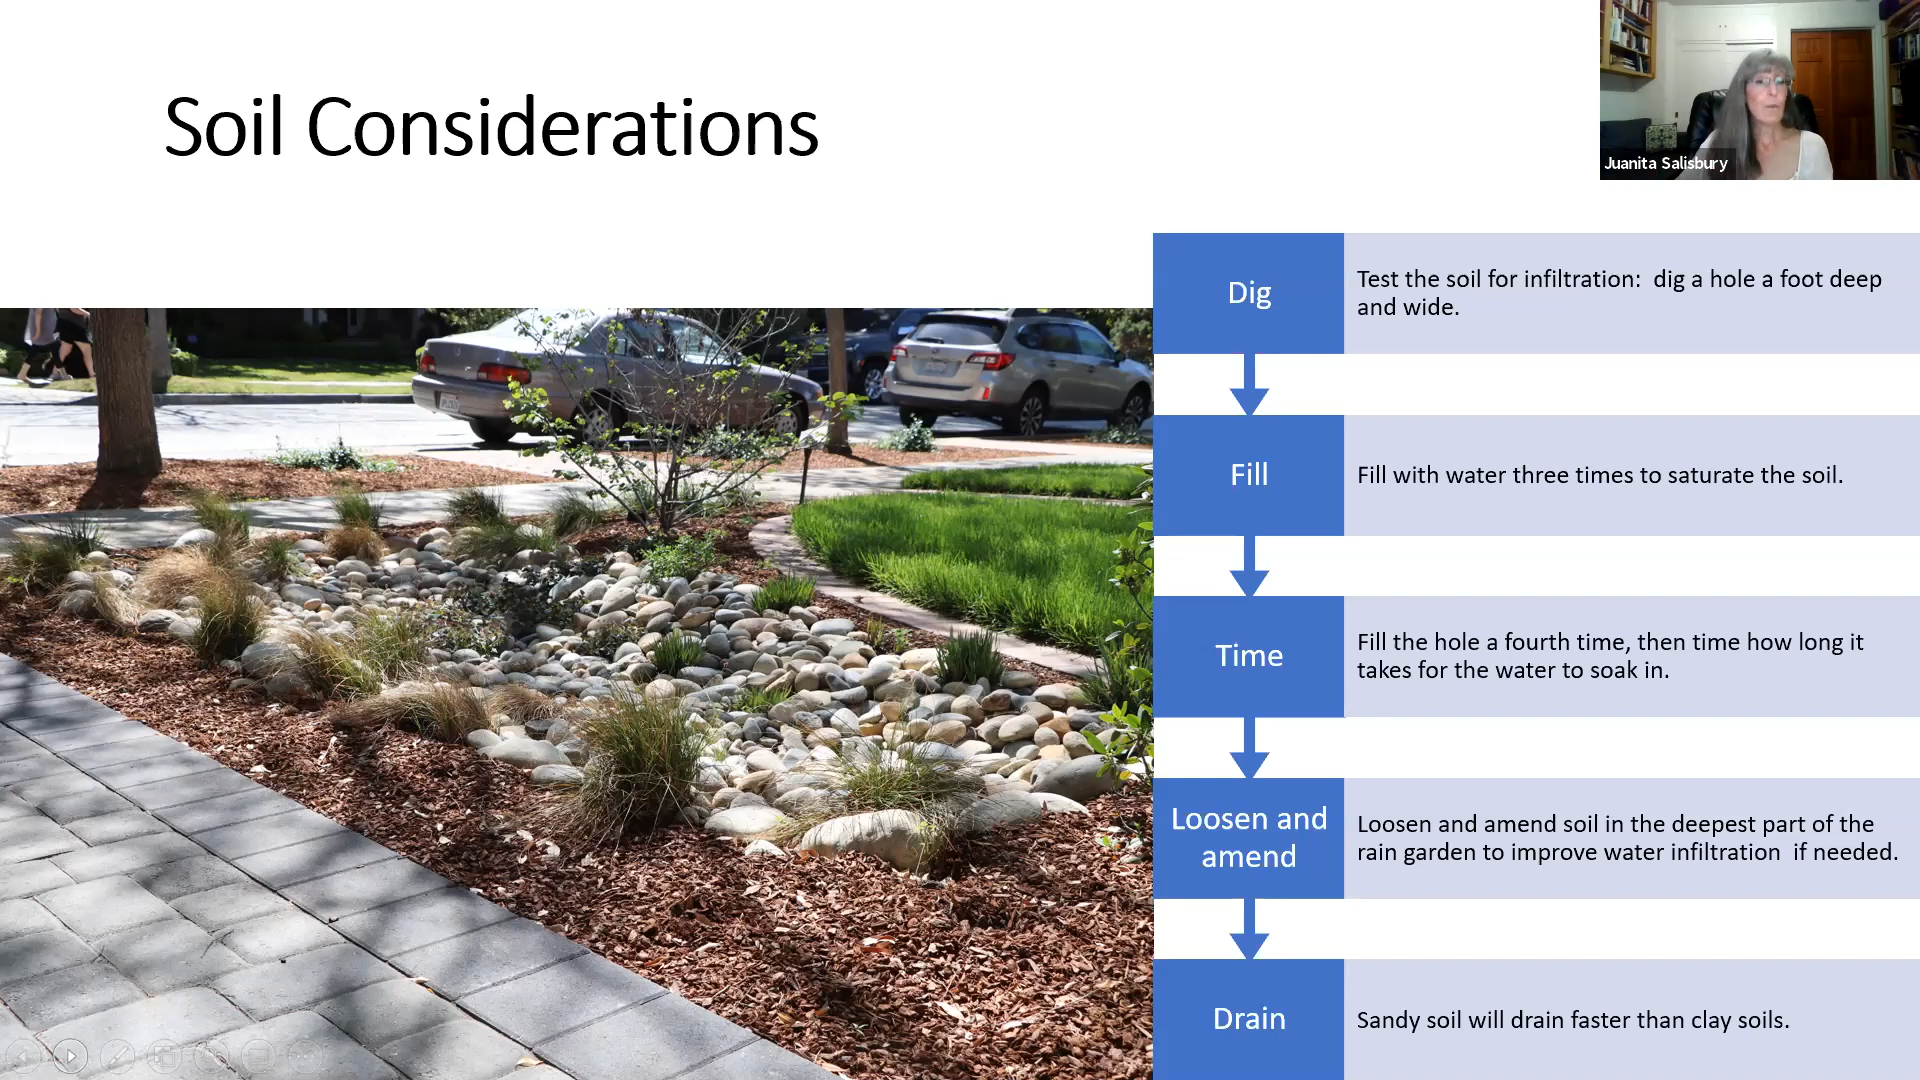 Soil Considerations
Juanita Salisbury
Dig
Test the soil for infiltration:  dig a hole a foot deep
and wide.
Fill
Fill with water three times to saturate the soil.
Time
Fill the hole a fourth time, then time how long it
takes for the water to soak in.
Loosen and
amend
Loosen and amend soil in the deepest part of the
rain garden to improve water infiltration  if needed.
Drain
Sandy soil will drain faster than clay soils.